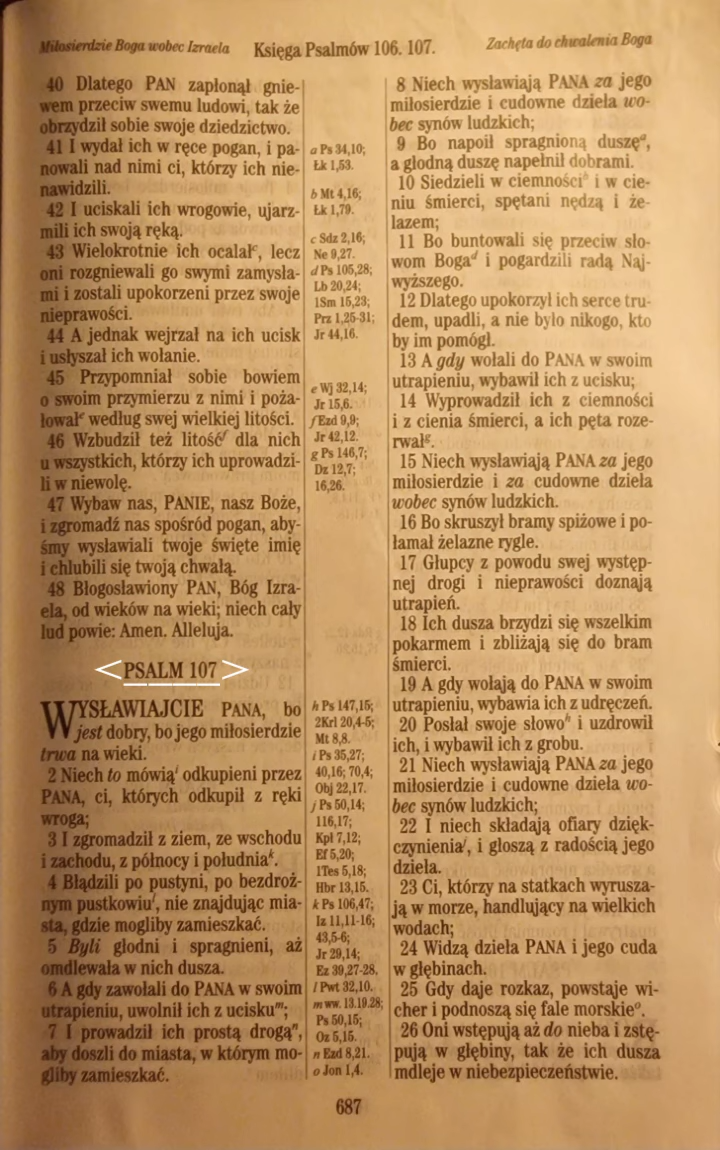 Miłosierdzie Boga wobec Izraela
Księga Psalmów 106. 107.
Zachęta do chwalenia Boga
40 Dlatego PAN zapłonął gnie-
wem przeciw swemu ludowi, tak że
obrzydził sobie swoje dziedzictwo.
41 I wydał ich w ręce pogan, i pa-
nowali nad nimi ci, którzy ich nie-
nawidzili.
42 I uciskali ich wrogowie, ujarz-
mili ich swoją ręką.
43 Wielokrotnie ich ocalałᶜ, lecz
oni rozgniewali go swymi zamysła-
mi i zostali upokorzeni przez swoje
nieprawości.
44 A jednak wejrzał na ich ucisk
i usłyszał ich wołanie.
45 Przypomniał sobie bowiem
o swoim przymierzu z nimi i poża-
łowałᵉ według swej wielkiej litości.
46 Wzbudził też litośćᶠ dla nich
u wszystkich, którzy ich uprowadzi-
li w niewolę.
47 Wybaw nas, PANIE, nasz Boże,
i zgromadź nas spośród pogan, aby-
śmy wysławiali twoje święte imię
i chlubili się twoją chwałą.
48 Błogosławiony PAN, Bóg Izra-
ela, od wieków na wieki; niech cały
lud powie: Amen. Alleluja.
< PSALM 107 >
WYSŁAWIAJCIE PANA, bo
jest dobry, bo jego miłosierdzie
trwa na wieki.
2 Niech to mówiąⁱ odkupieni przez
PANA, ci, których odkupił z ręki
wroga;
3 I zgromadził z ziem, ze wschodu
i zachodu, z północy i południaᵏ.
4 Błądzili po pustyni, po bezdroż-
nym pustkowiuˡ, nie znajdując mia-
sta, gdzie mogliby zamieszkać.
5 Byli głodni i spragnieni, aż
omdlewała w nich dusza.
6 A gdy zawołali do PANA w swoim
utrapieniu, uwolnił ich z uciskuᵐ;
7 I prowadził ich prostą drogąⁿ,
aby doszli do miasta, w którym mo-
gliby zamieszkać.
a Ps 34,10;
Łk 1,53.
b Mt 4,16;
Łk 1,79.
c Sdz 2,16;
Ne 9,27.
d Ps 105,28;
Lb 20,24;
1Sm 15,23;
Prz 1,25-31;
Jr 44,16.
e Wj 32,14;
Jr 15,6.
f Ezd 9,9;
Jr 42,12.
g Ps 146,7;
Dz 12,7;
16,26.
h Ps 147,15;
2Krl 20,4-5;
Mt 8,8.
i Ps 35,27;
40,16; 70,4;
Obj 22,17.
j Ps 50,14;
116,17;
Kpł 7,12;
Ef 5,20;
1Tes 5,18;
Hbr 13,15.
k Ps 106,47;
Iz 11,11-16;
43,5-6;
Jr 29,14;
Ez 39,27-28.
l Pwt 32,10.
m ww. 13.19.28;
Ps 50,15;
Oz 5,15.
n Ezd 8,21.
o Jon 1,4.
8 Niech wysławiają PANA za jego
miłosierdzie i cudowne dzieła wo-
bec synów ludzkich;
9 Bo napoił spragnioną duszęᵃ,
a głodną duszę napełnił dobrami.
10 Siedzieli w ciemnościᵇ i w cie-
niu śmierci, spętani nędzą i że-
lazem;
11 Bo buntowali się przeciw sło-
wom Bogaᵈ i pogardzili radą Naj-
wyższego.
12 Dlatego upokorzył ich serce tru-
dem, upadli, a nie było nikogo, kto
by im pomógł.
13 A gdy wołali do PANA w swoim
utrapieniu, wybawił ich z ucisku;
14 Wyprowadził ich z ciemności
i z cienia śmierci, a ich pęta roze-
rwałᵍ.
15 Niech wysławiają PANA za jego
miłosierdzie i za cudowne dzieła
wobec synów ludzkich.
16 Bo skruszył bramy spiżowe i po-
łamał żelazne rygle.
17 Głupcy z powodu swej występ-
nej drogi i nieprawości doznają
utrapień.
18 Ich dusza brzydzi się wszelkim
pokarmem i zbliżają się do bram
śmierci.
19 A gdy wołają do PANA w swoim
utrapieniu, wybawia ich z udręczeń.
20 Posłał swoje słowoʰ i uzdrowił
ich, i wybawił ich z grobu.
21 Niech wysławiają PANA za jego
miłosierdzie i cudowne dzieła wo-
bec synów ludzkich;
22 I niech składają ofiary dzięk-
czynieniaʲ, i głoszą z radością jego
dzieła.
23 Ci, którzy na statkach wyrusza-
ją w morze, handlujący na wielkich
wodach;
24 Widzą dzieła PANA i jego cuda
w głębinach.
25 Gdy daje rozkaz, powstaje wi-
cher i podnoszą się fale morskieᵒ.
26 Oni wstępują aż do nieba i zstę-
pują w głębiny, tak że ich dusza
mdleje w niebezpieczeństwie.
687